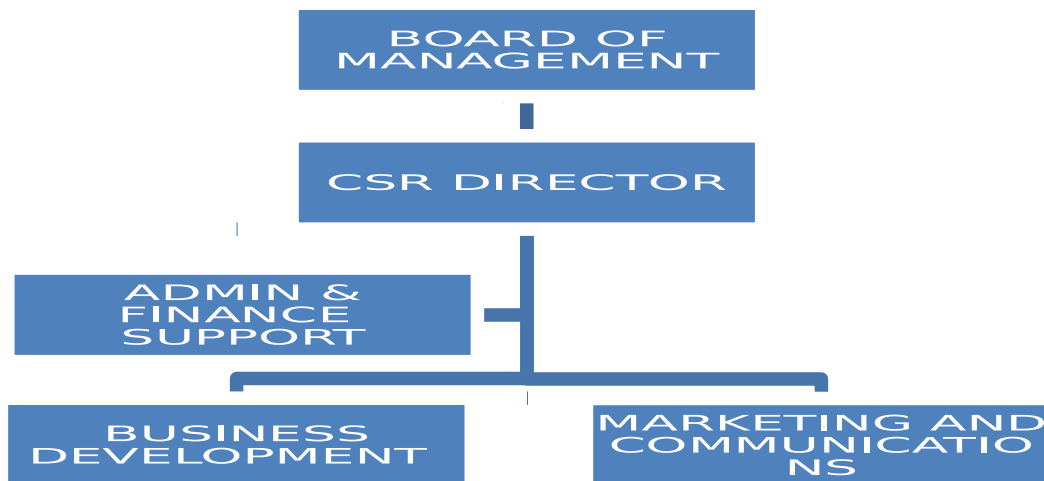 BOARD OF
MANAGEMENT
CSR DIRECTOR
ADMIN &
FINANCE
SUPPORT
BUSINESS
DEVELOPMENT
MARKETING AND
COMMUNICATIO
NS